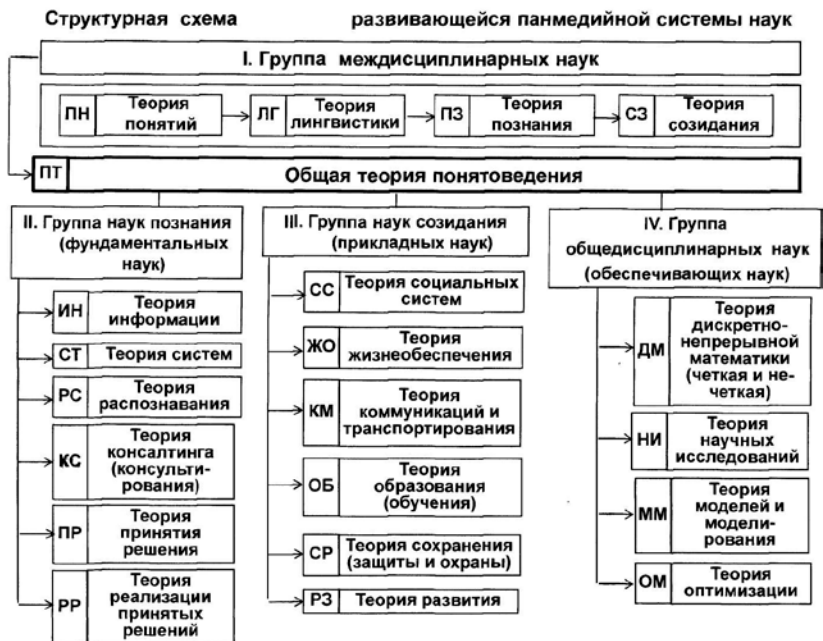 Структурная схема развивающейся панмедийной системы наук
I. Группа междисциплинарных наук
ПН Теория
понятий
ЛГ Теория
лингвистики
ПЗ Теория
познания
СЗ Теория
созидания
ПТ Общая теория понятоведения
II. Группа наук познания
(фундаментальных
наук)
ИН Теория
информации
СТ Теория систем
РС Теория
распознавания
КС Теория
консалтинга
(консульти-
рования)
ПР Теория
принятия
решения
РР Теория
реализации
принятых
решений
III. Группа наук созидания
(прикладных наук)
СС Теория социальных
систем
ЖО Теория
жизнеобеспечения
КМ Теория
коммуникаций и
транспортирования
ОБ Теория
образования
(обучения)
СР Теория сохранения
(защиты и охраны)
РЗ Теория развития
IV. Группа
общедисциплинарных наук
(обеспечивающих наук)
ДМ Теория
дискретно-
непрерывной
математики
(четкая и не-
четкая)
НИ Теория
научных
исследований
ММ Теория
моделей и
модели-
рования
ОМ Теория
оптимизации